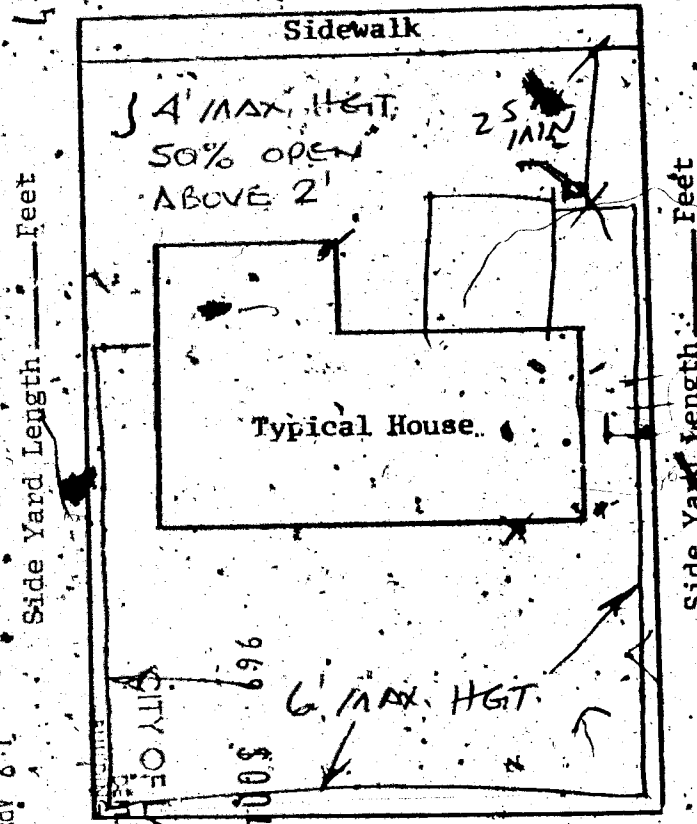 Sidewalk
4' MAX. HGT.
50% OPEN
ABOVE 2'
25
MIN
Side Yard Length Feet
Side Yard Length Feet
Typical House
6' MAX. HGT.
CITY OF
969